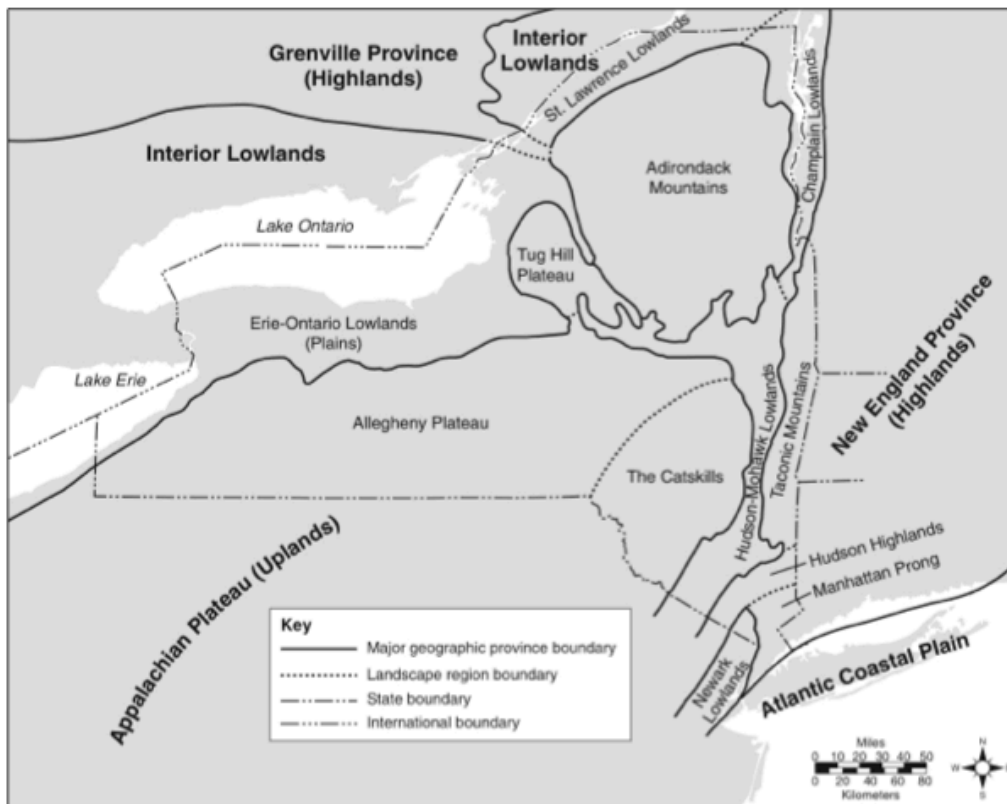 Grenville Province
(Highlands)
Interior
Lowlands
St. Lawrence Lowlands
Champlain Lowlands
Interior Lowlands
Adirondack
Mountains
Lake Ontario
Tug Hill
Plateau
Erie-Ontario Lowlands
(Plains)
Lake Erie
Allegheny Plateau
The Catskills
Hudson-Mohawk Lowlands
Taconic Mountains
New England Province
(Highlands)
Hudson Highlands
Manhattan Prong
Appalachian Plateau (Uplands)
Newark
Lowlands
Atlantic Coastal Plain
Key
Major geographic province boundary
Landscape region boundary
State boundary
International boundary
Miles
0 10 20 30 40 50
0 20 40 60 80
Kilometers
N
W
S